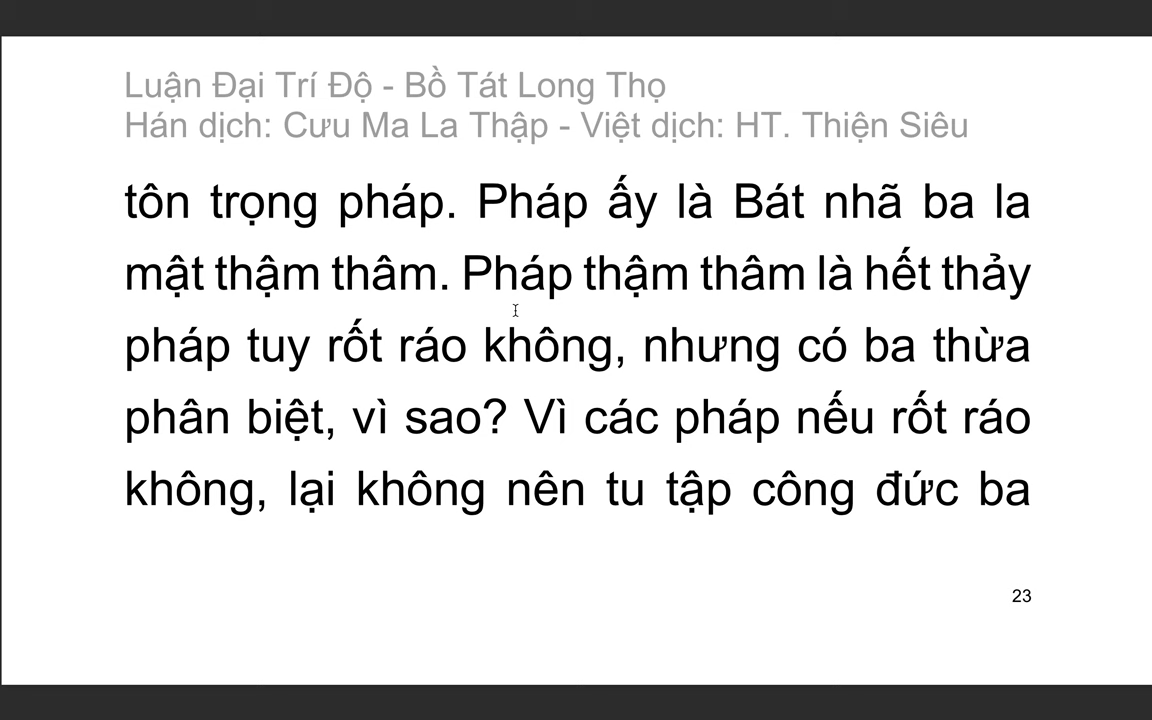 Luận Đại Trí Độ - Bồ Tát Long Thọ
Hán dịch: Cưu Ma La Thập - Việt dịch: HT. Thiện Siêu
tôn trọng pháp. Pháp ấy là Bát nhã ba la
mật thậm thâm. Pháp thậm thâm là hết thảy
pháp tuy rốt ráo không, nhưng có ba thừa
phân biệt, vì sao? Vì các pháp nếu rốt ráo
không, lại không nên tu tập công đức ba
23